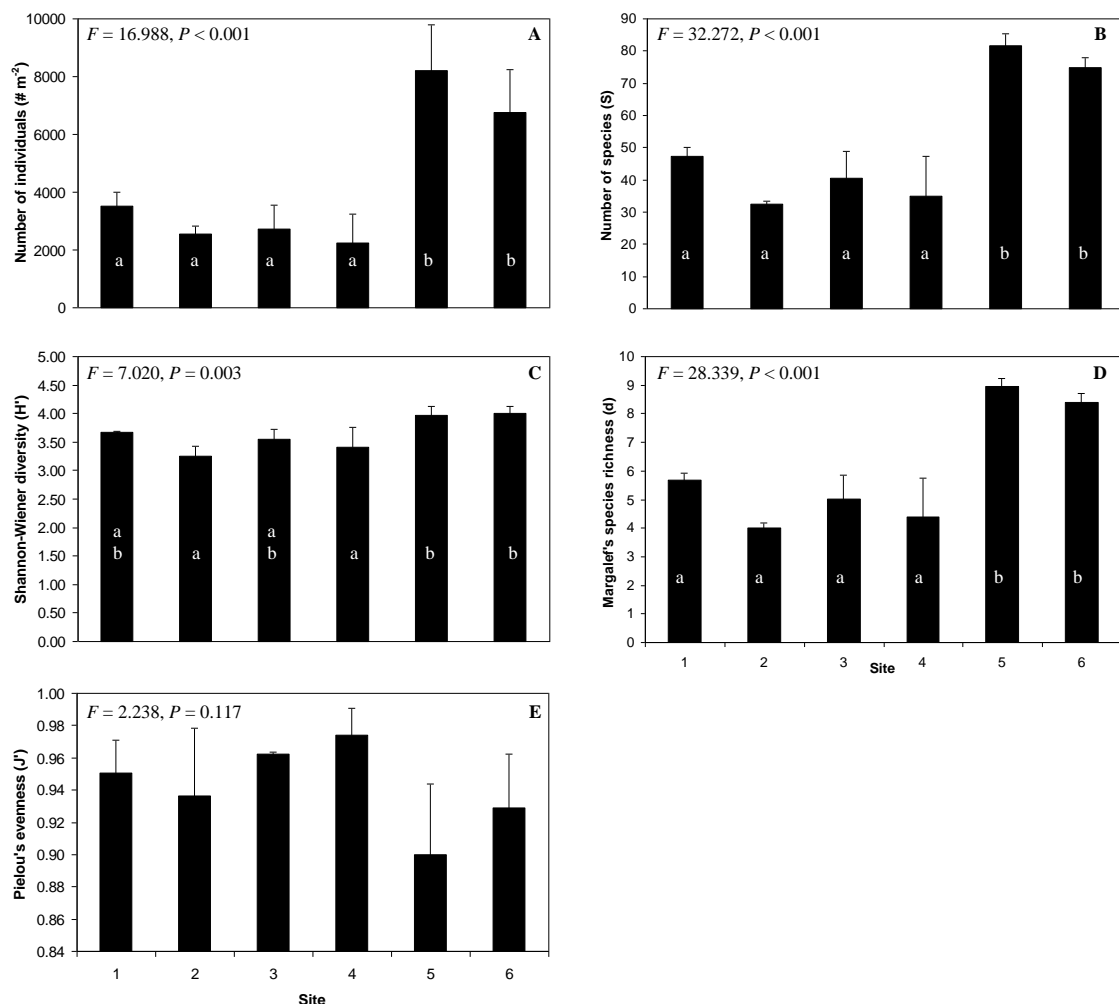 F = 16.988, P < 0.001
A
Number of individuals (# m-2)
10000
8000
6000
4000
2000
0
a
a
a
a
b
b
F = 32.272, P < 0.001
B
Number of species (S)
90
80
70
60
50
40
30
20
10
0
a
a
a
a
b
b
F = 7.020, P = 0.003
C
Shannon-Wiener diversity (H')
5.00
4.50
4.00
3.50
3.00
2.50
2.00
1.50
1.00
0.50
0.00
a
b
a
a
b
a
b
b
F = 28.339, P < 0.001
D
Margalef's species richness (d)
10
9
8
7
6
5
4
3
2
1
0
a
a
a
a
b
b
1 2 3 4 5 6
Site
F = 2.238, P = 0.117
E
Pielou's evenness (J')
1.00
0.98
0.96
0.94
0.92
0.90
0.88
0.86
0.84
1 2 3 4 5 6
Site